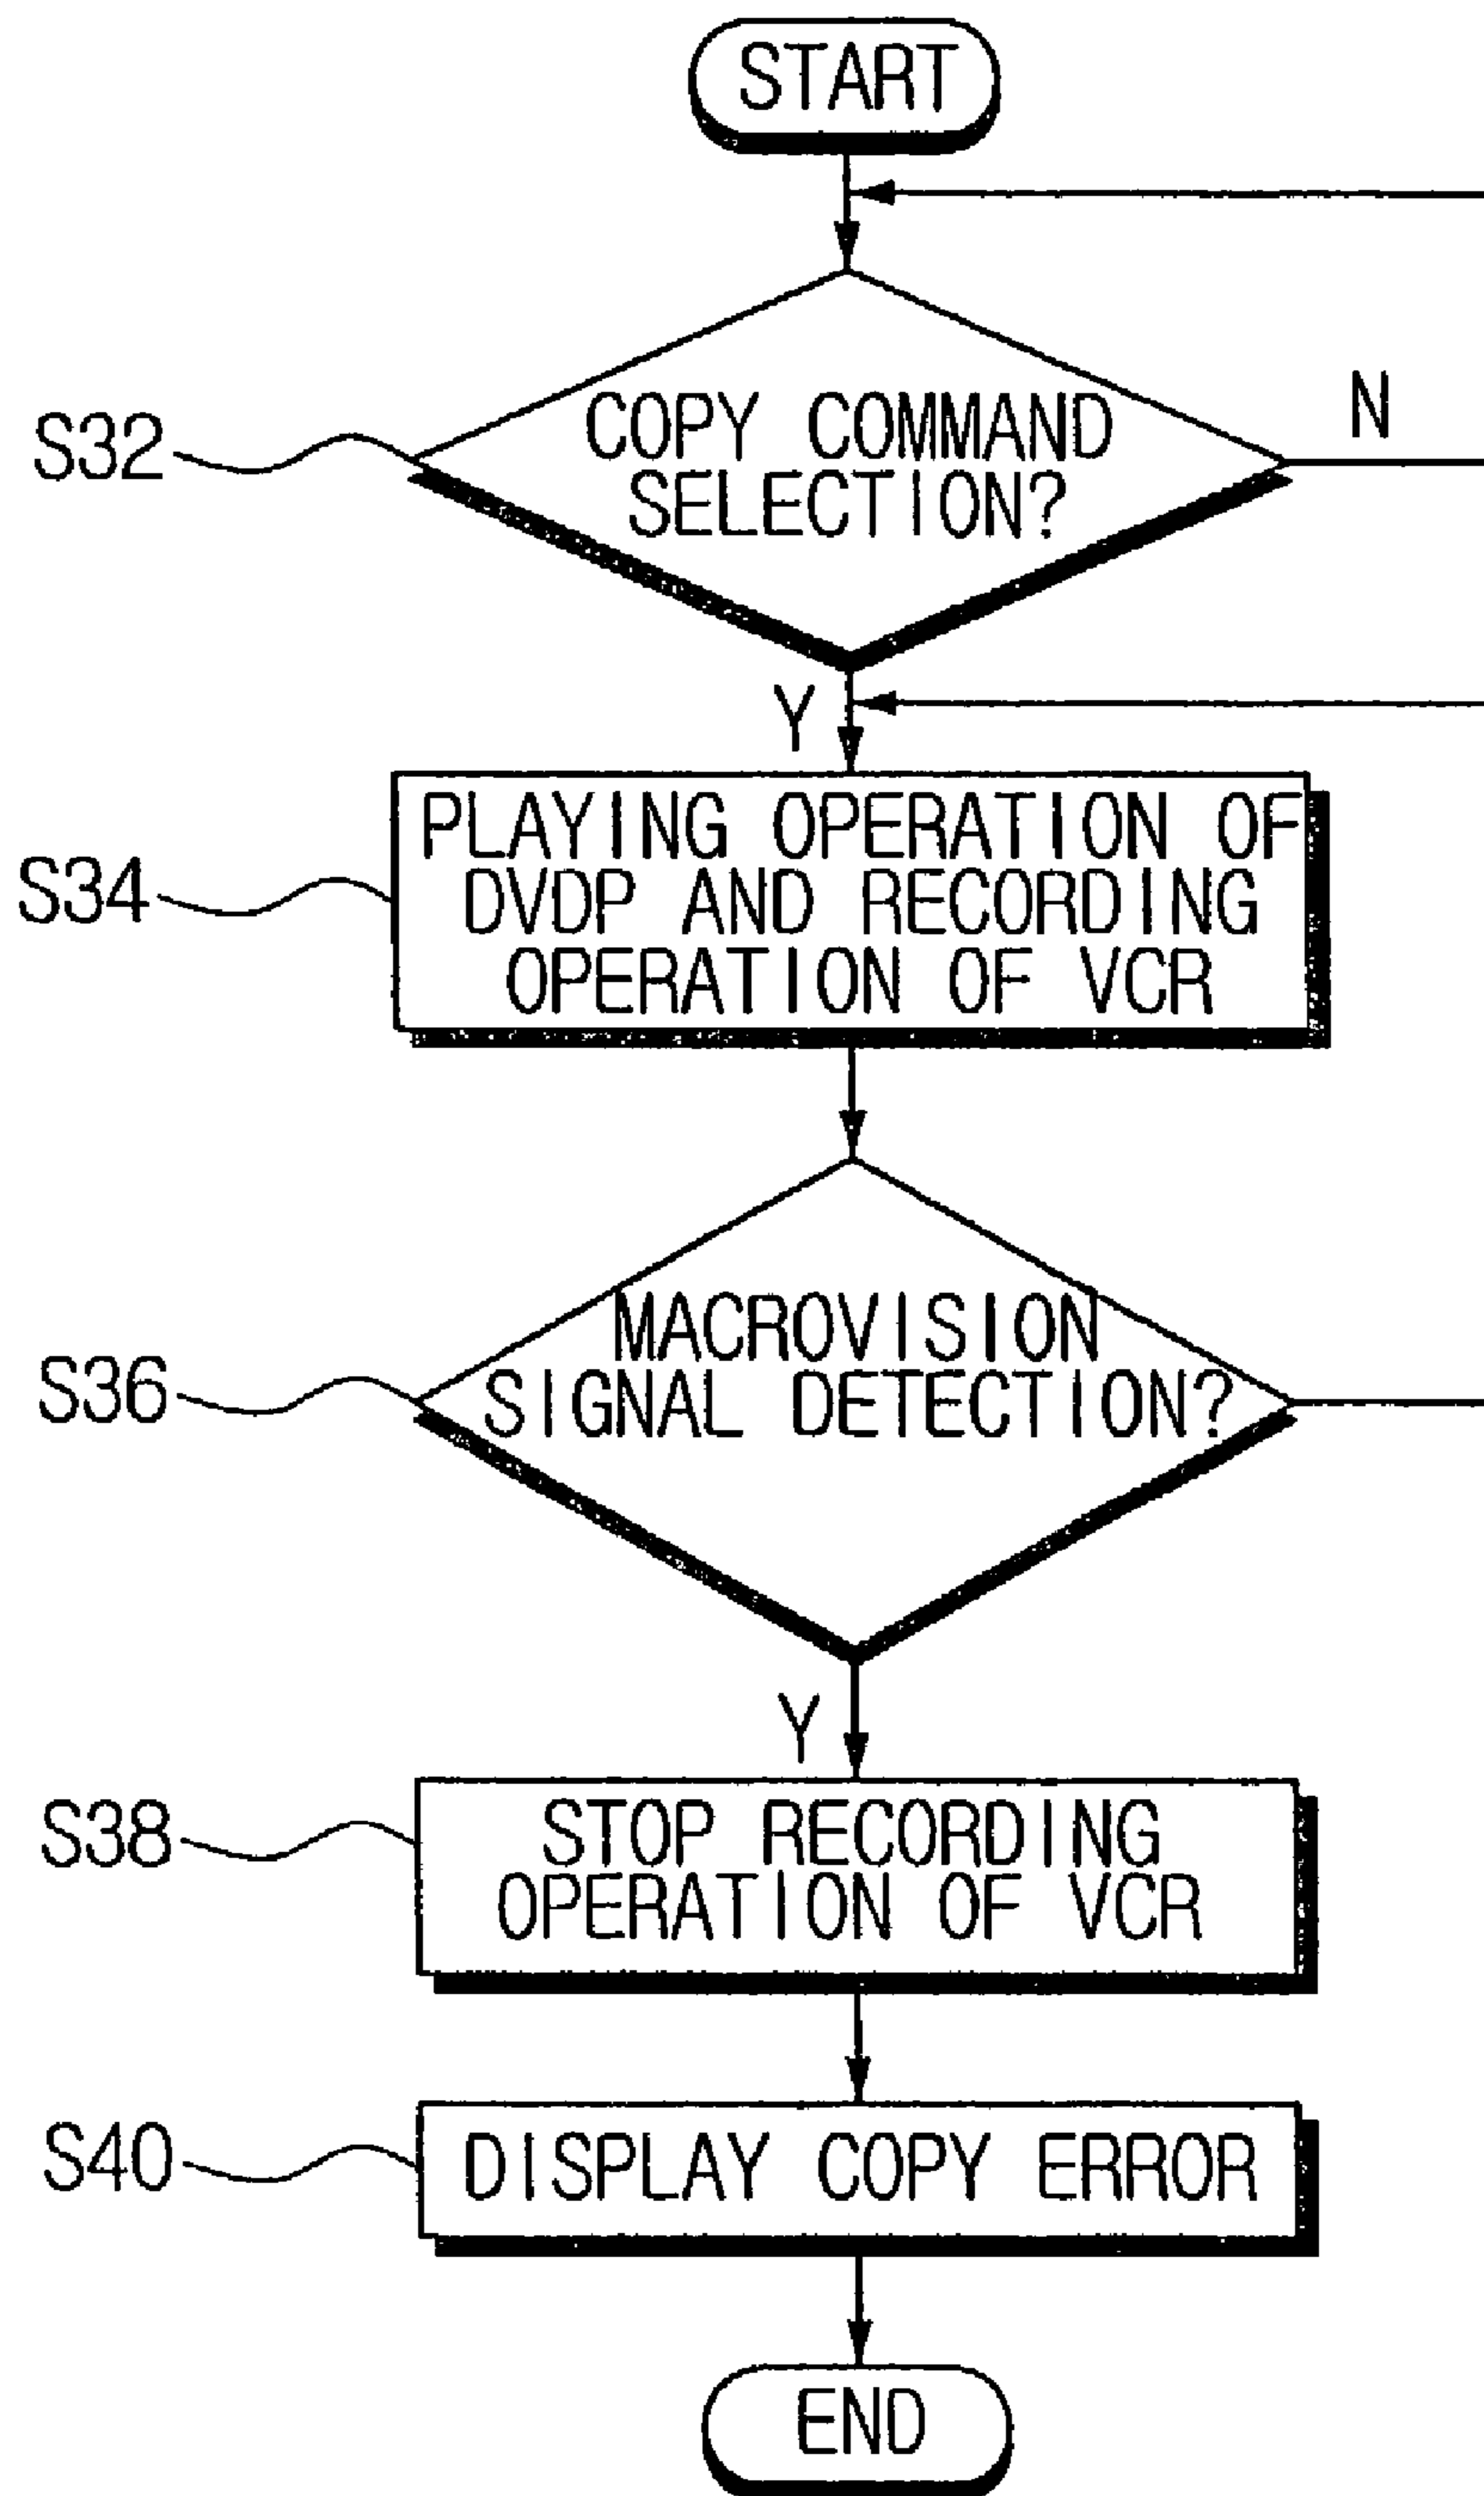 START
S32
COPY COMMAND
SELECTION?
N
Y
S34
PLAYING OPERATION OF
DVDP AND RECORDING
OPERATION OF VCR
S36
MACROVISION
SIGNAL DETECTION?
Y
S38
STOP RECORDING
OPERATION OF VCR
S40
DISPLAY COPY ERROR
END